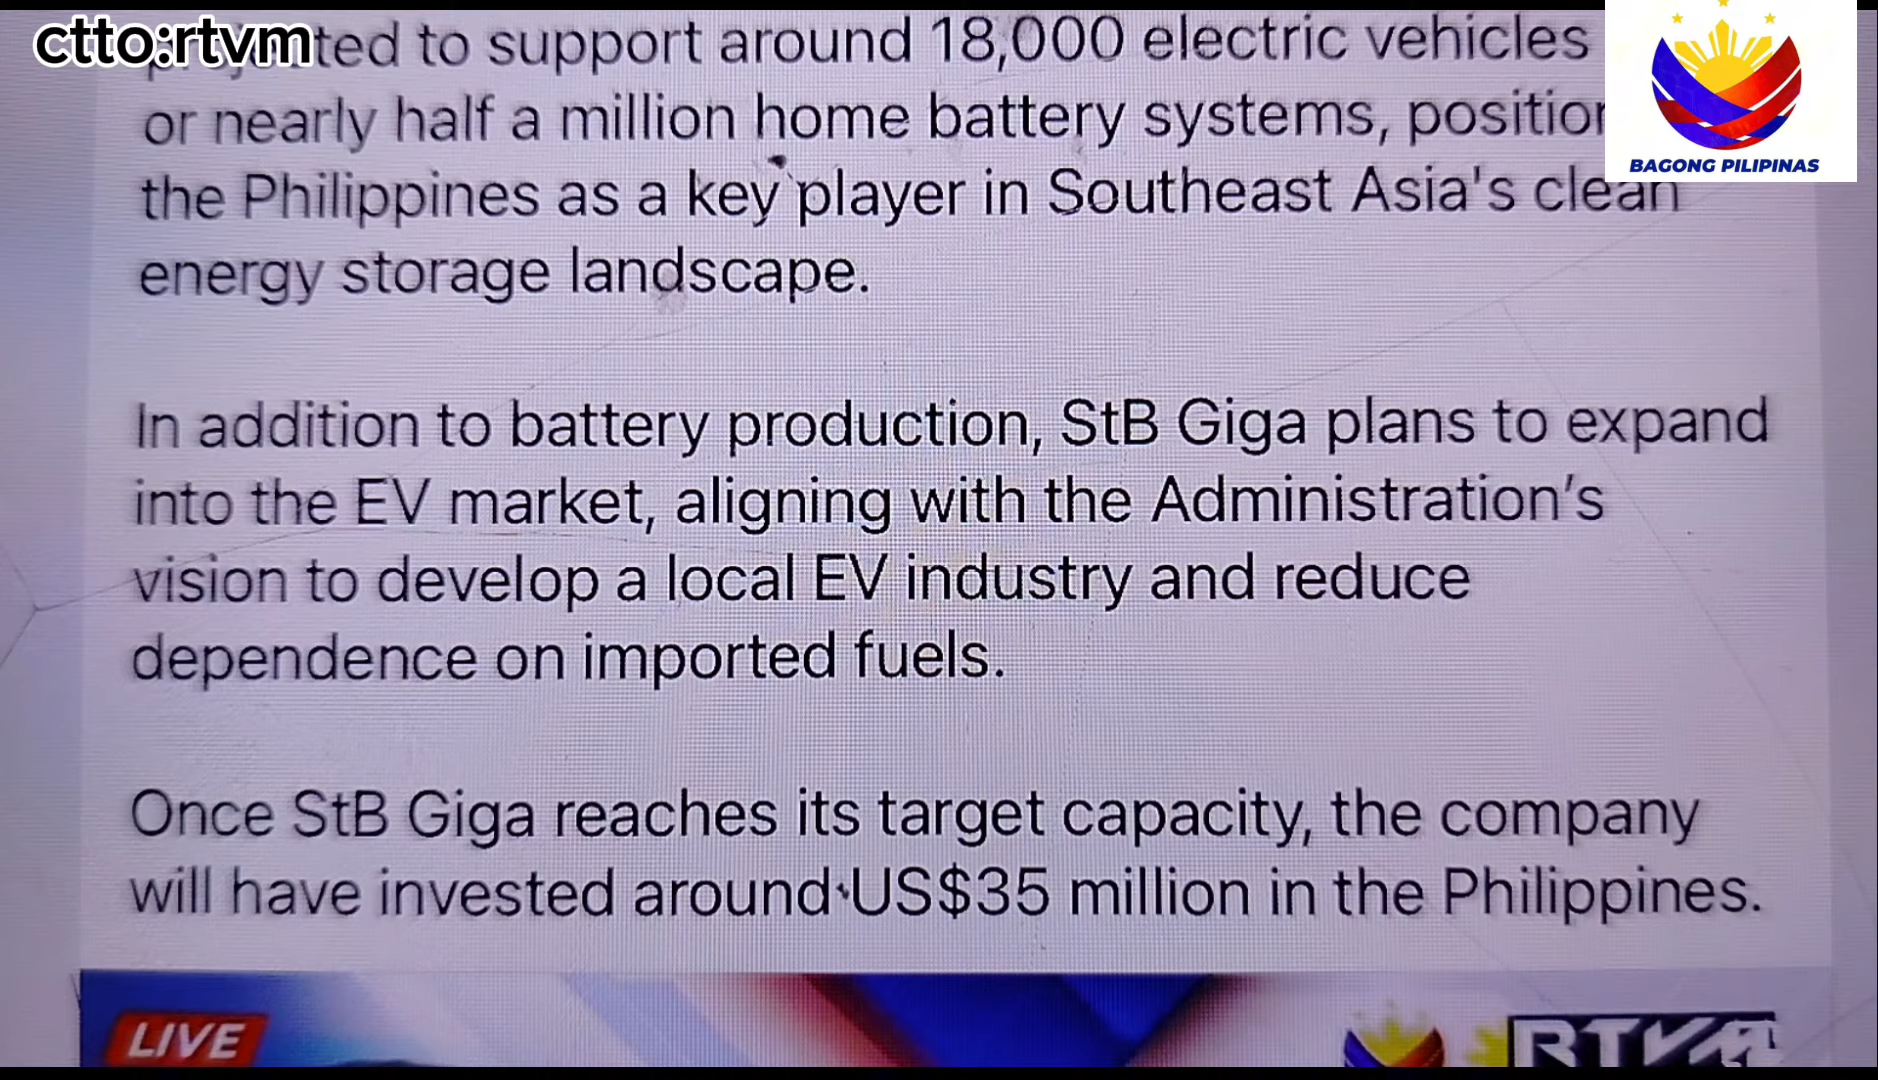 ctto:rtvm
to support around 18,000 electric vehicles
or nearly half a million home battery systems,
the Philippines as a key player in Southeast Asia's clean
energy storage landscape.
In addition to battery production, StB Giga plans to expand
into the EV market, aligning with the Administration's
vision to develop a local EV industry and reduce
dependence on imported fuels.
Once StB Giga reaches its target capacity, the company
will have invested around US$35 million in the Philippines.
BAGONG PILIPINAS
LIVE
RTVM